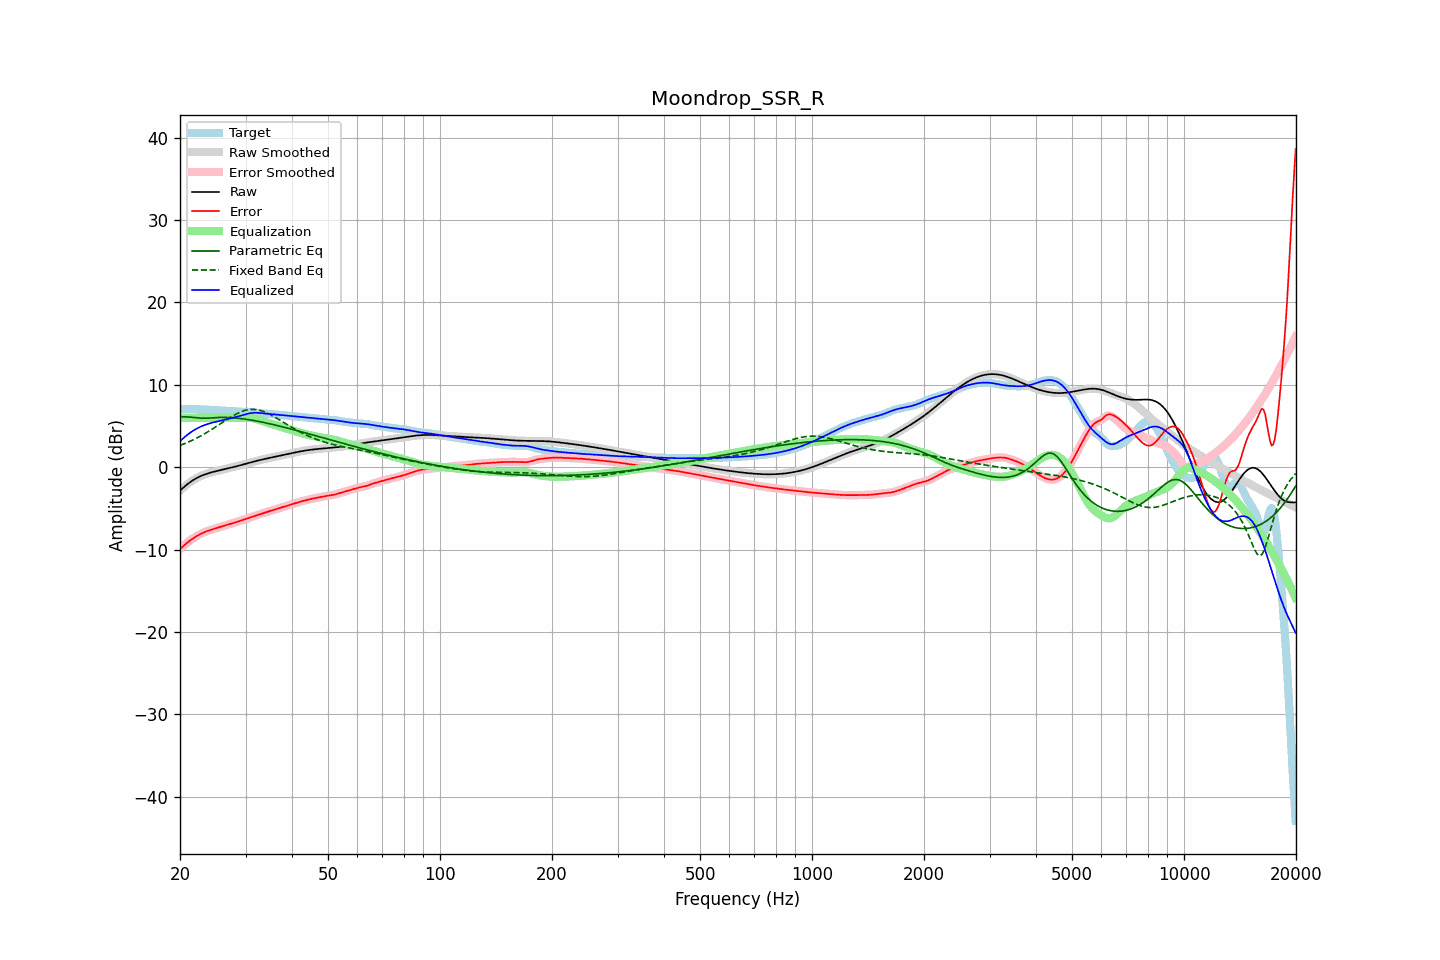 Moondrop_SSR_R
Target
Raw Smoothed
Error Smoothed
Raw
Error
Equalization
Parametric Eq
Fixed Band Eq
Equalized
40
30
20
10
0
−10
−20
−30
−40
Amplitude (dBr)
20
50
100
200
500
1000
2000
5000
10000
20000
Frequency (Hz)